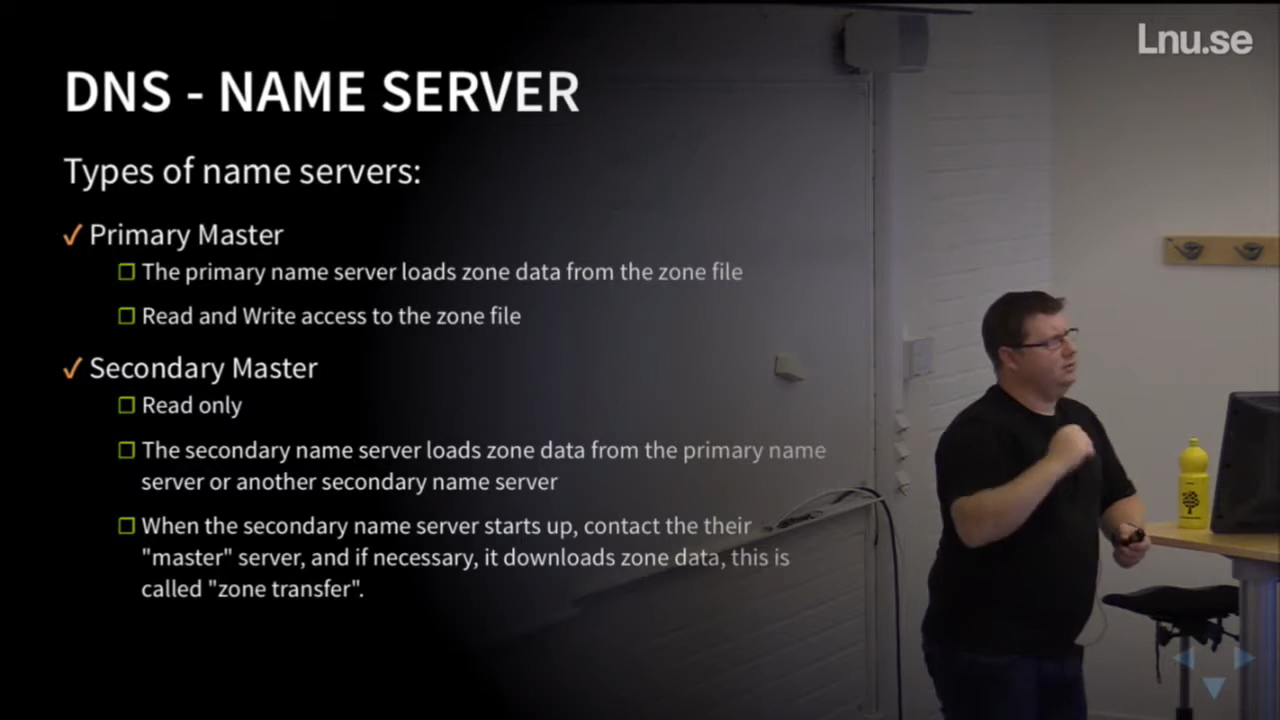 Lnu.se
DNS - NAME SERVER
Types of name servers:
Primary Master
The primary name server loads zone data from the zone file
Read and Write access to the zone file
Secondary Master
Read only
The secondary name server loads zone data from the primary name
server or another secondary name server
When the secondary name server starts up, contact the their
"master" server, and if necessary, it downloads zone data, this is
called "zone transfer".